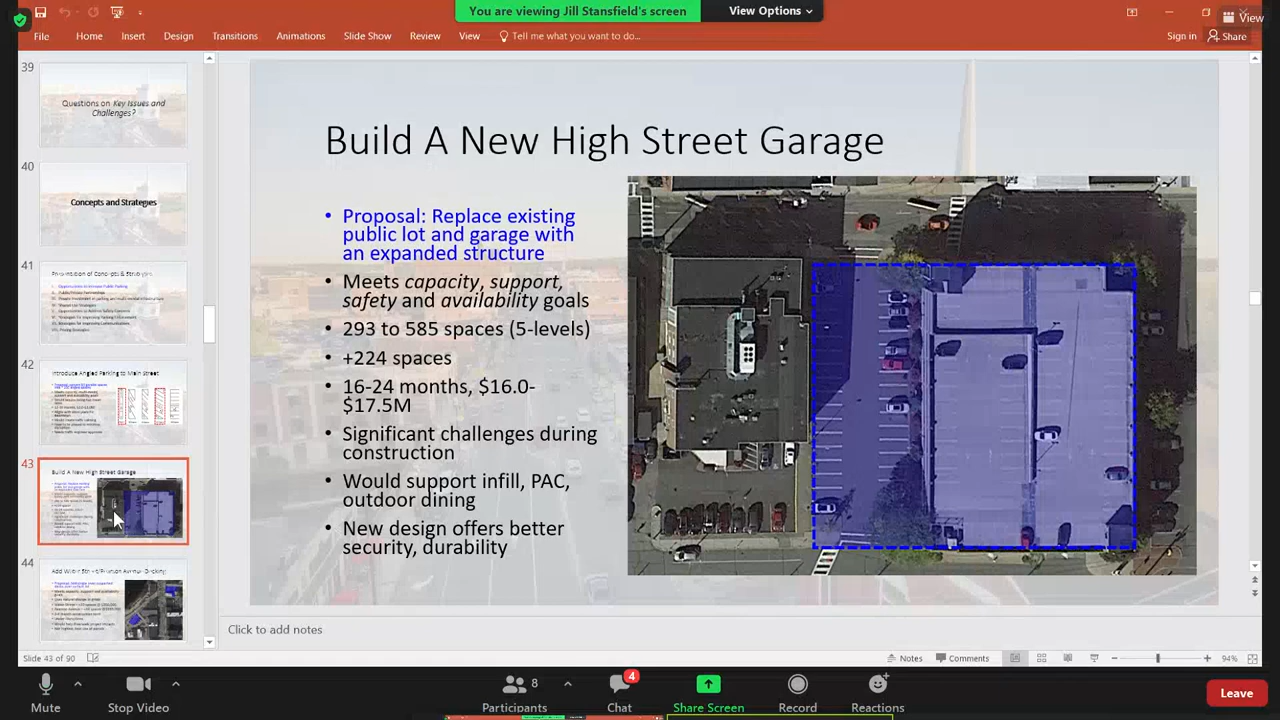 You are viewing Jill Stansfield's screen
View Options
View
File
Home
Insert
Design
Transitions
Animations
Slide Show
Review
View
Tell me what you want to do...
Sign in
Share
39
Questions on Key Issues and
Challenges?
40
Concepts and Strategies
41
Presentation of Concepts & Strategies
42
Introduce Angled Parking to Main Street
43
Build A New High Street Garage
44
Build A New High Street Garage
• Proposal: Replace existing
public lot and garage with
an expanded structure
• Meets capacity, support,
safety and availability goals
• 293 to 585 spaces (5-levels)
• +224 spaces
• 16-24 months, $16.0-
$17.5M
• Significant challenges during
construction
• Would support infill, PAC,
outdoor dining
• New design offers better
security, durability
Click to add notes
Slide 43 of 90
Notes
Comments
94%
Mute
Stop Video
8
Participants
4
Chat
Share Screen
Record
Reactions
Leave